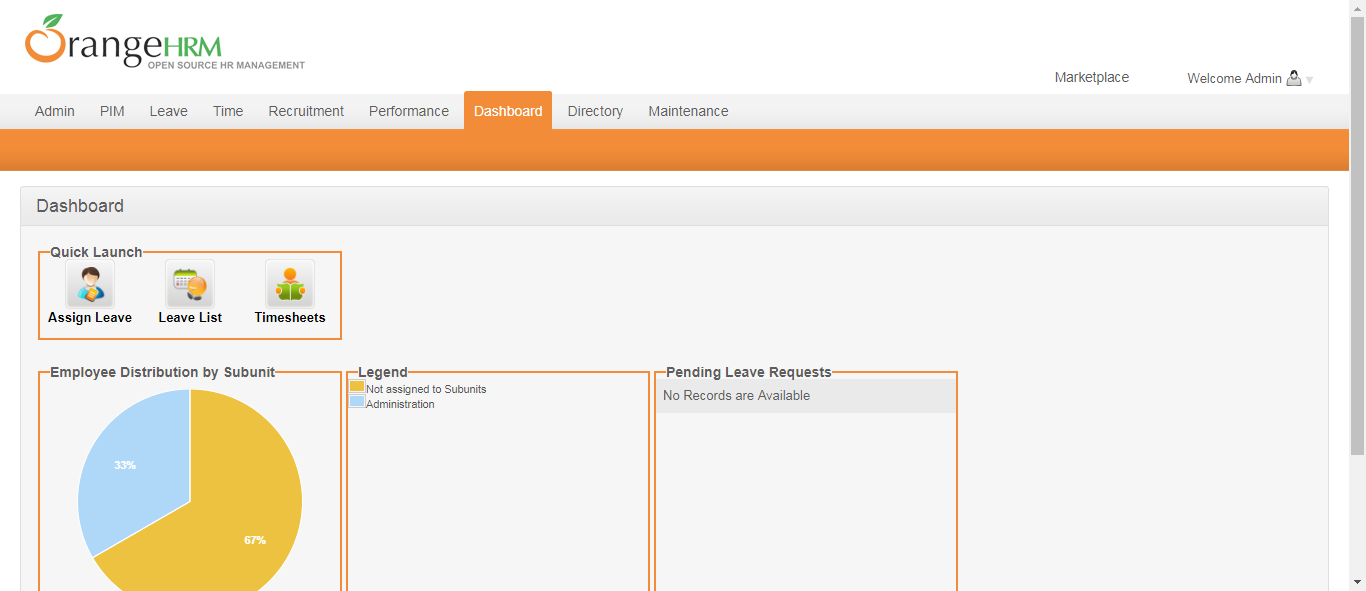 OrangeHRM
OPEN SOURCE HR MANAGEMENT
Marketplace Welcome Admin
Admin PIM Leave Time Recruitment Performance Dashboard Directory Maintenance
Dashboard
Quick Launch
Assign Leave Leave List Timesheets
Employee Distribution by Subunit
33%
67%
Legend
Not assigned to Subunits
Administration
Pending Leave Requests
No Records are Available